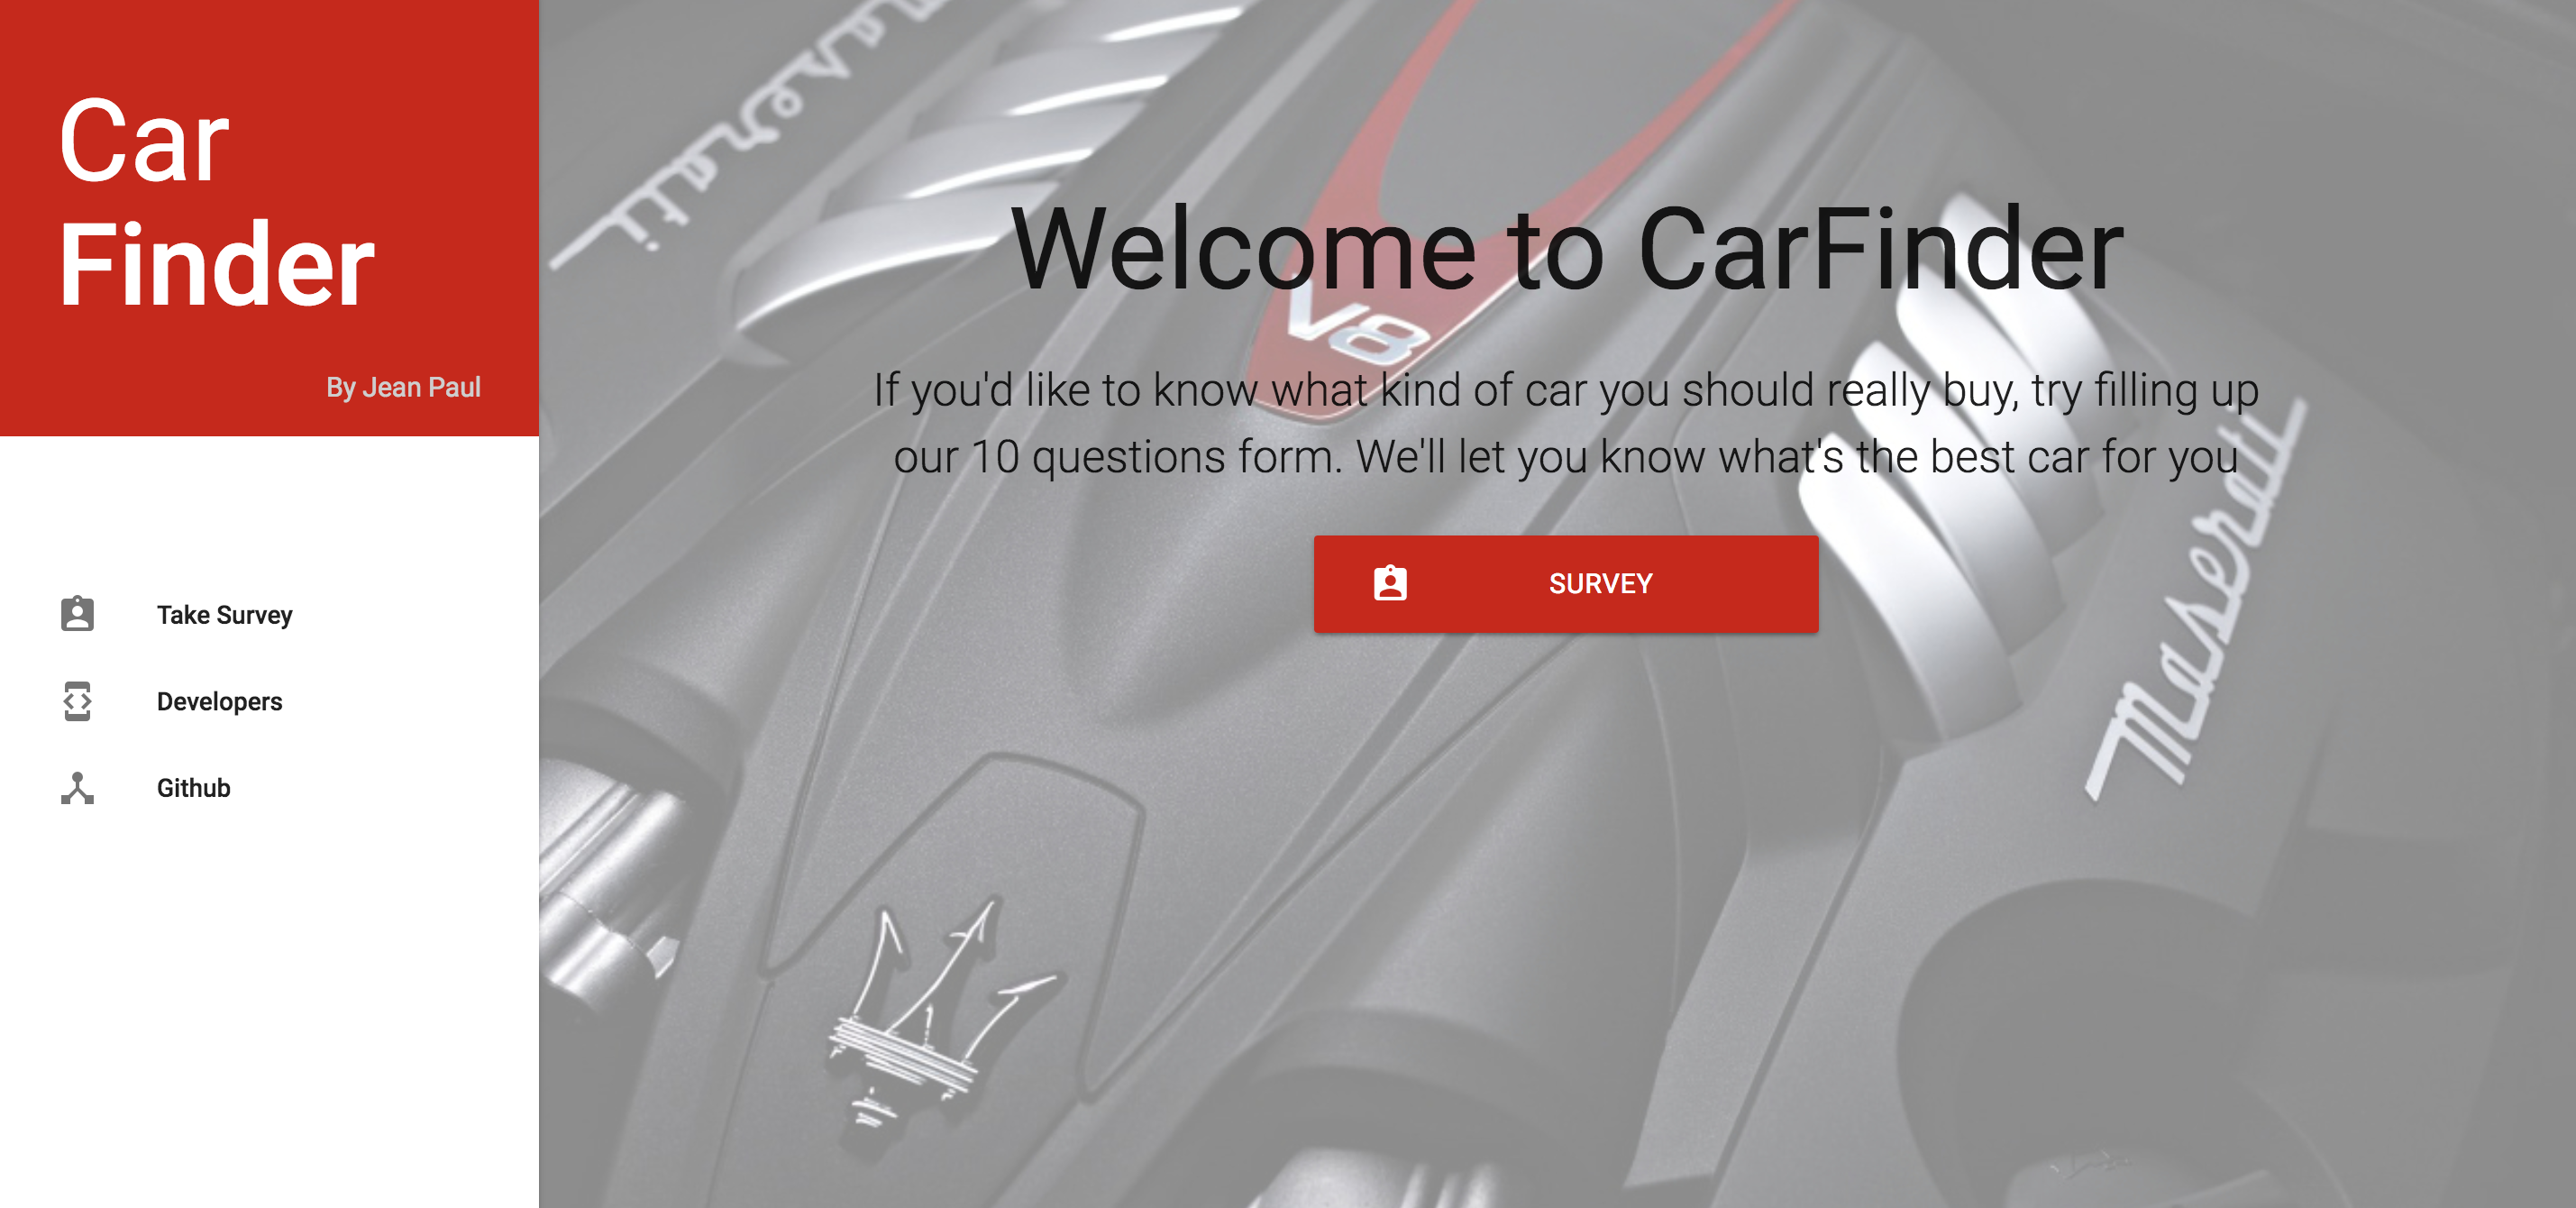 Car
Finder
By Jean Paul
Take Survey
Developers
Github
Maserati
Welcome to CarFinder
V8
If you'd like to know what kind of car you should really buy, try filling up
our 10 questions form. We'll let you know what's the best car for you
SURVEY
Maserati